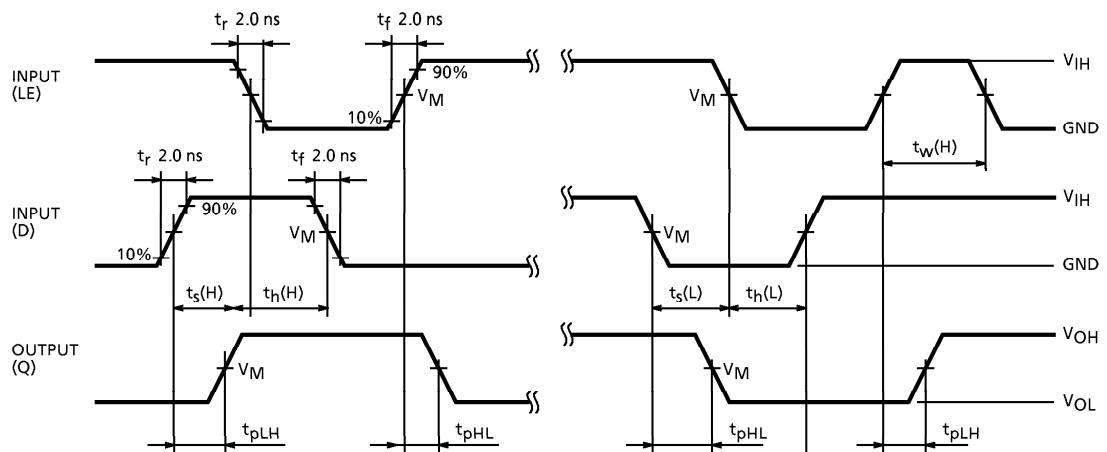 tr 2.0 ns
tf 2.0 ns
INPUT
(LE)
90%
VM
10%
VM
VIH
GND
tw(H)
tr 2.0 ns
tf 2.0 ns
INPUT
(D)
90%
VM
10%
VM
VIH
GND
ts(H)
th(H)
ts(L)
th(L)
OUTPUT
(Q)
VM
VM
VOH
VOL
tpLH
tpHL
tpHL
tpLH